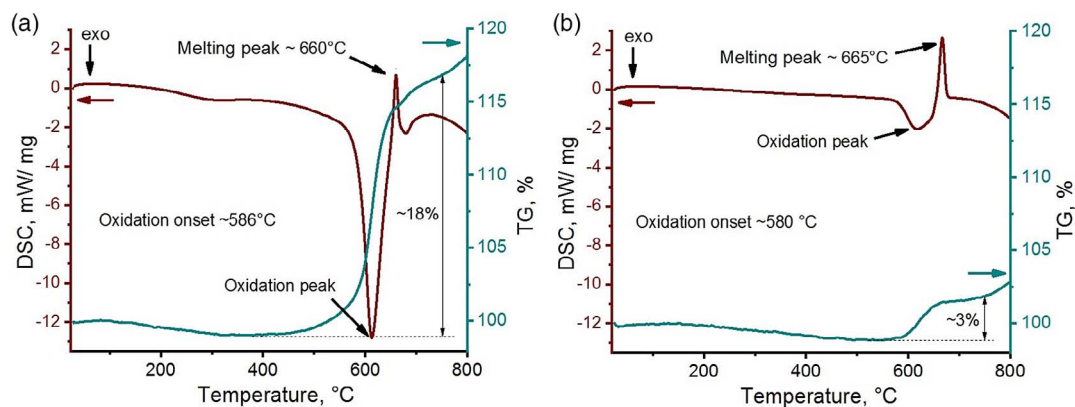 (a)
exo
Melting peak ~ 660°C
Oxidation onset ~586°C
~18%
Oxidation peak
DSC, mW/ mg
2
0
-2
-4
-6
-8
-10
-12
200
400
600
800
Temperature, °C
120
115
110
105
100
TG, %
(b)
exo
Melting peak ~ 665°C
Oxidation peak
Oxidation onset ~580 °C
~3%
DSC, mW/ mg
2
0
-2
-4
-6
-8
-10
-12
200
400
600
800
Temperature, °C
120
115
110
105
100
TG, %